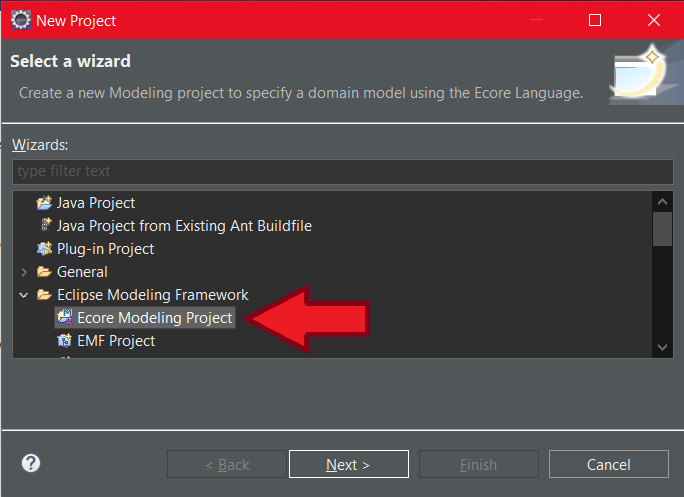 New Project
Select a wizard
Create a new Modeling project to specify a domain model using the Ecore Language.
Wizards:
type filter text
Java Project
Java Project from Existing Ant Buildfile
Plug-in Project
General
Eclipse Modeling Framework
Ecore Modeling Project
EMF Project
? < Back Next > Finish Cancel